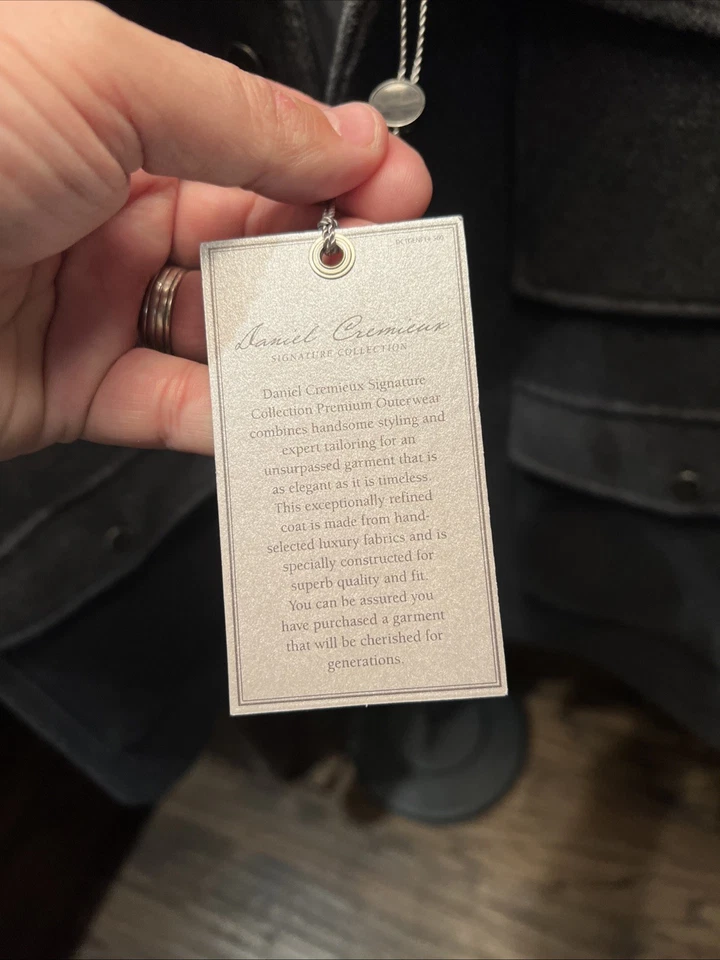 Daniel Cremieux
SIGNATURE COLLECTION
Daniel Cremieux Signature
Collection Premium Outerwear
combines handsome styling and
expert tailoring for an
unsurpassed garment that is
as elegant as it is timeless.
This exceptionally refined
coat is made from hand-
selected luxury fabrics and is
specially constructed for
superb quality and fit.
You can be assured you
have purchased a garment
that will be cherished for
generations.